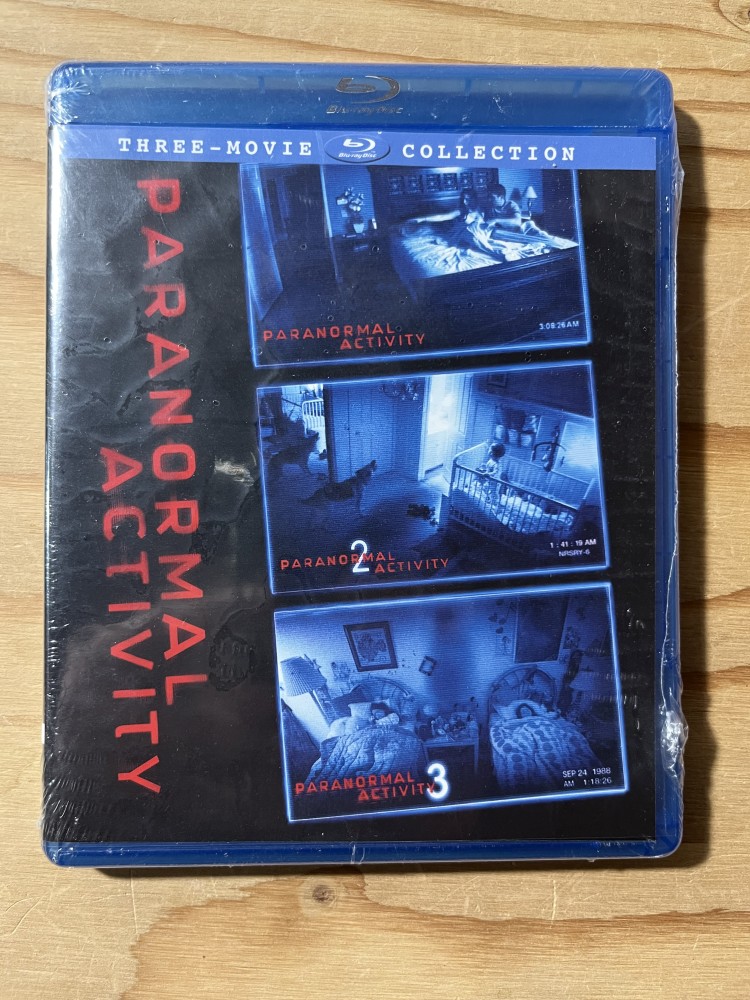 Blu-ray Disc
THREE-MOVIE Blu-ray Disc COLLECTION
PARANORMAL
ACTIVITY
3:08:26 AM
PARANORMAL
ACTIVITY
1 : 41 : 19 AM
NRSRY-6
2
PARANORMAL
ACTIVITY
SEP 24 1988
AM 1:18:26
PARANORMAL
ACTIVITY 3